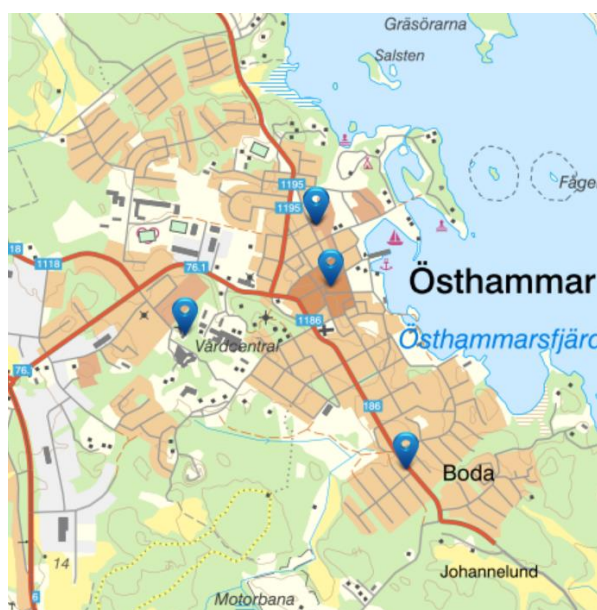 Gräsörarna
Salsten
1195
1195
Fåge
18
1118
76.1
Östhammar
1186
Östhammarsfjärd
Vårdcentral
76.
186
Boda
14
Johannelund
6
Motorbana